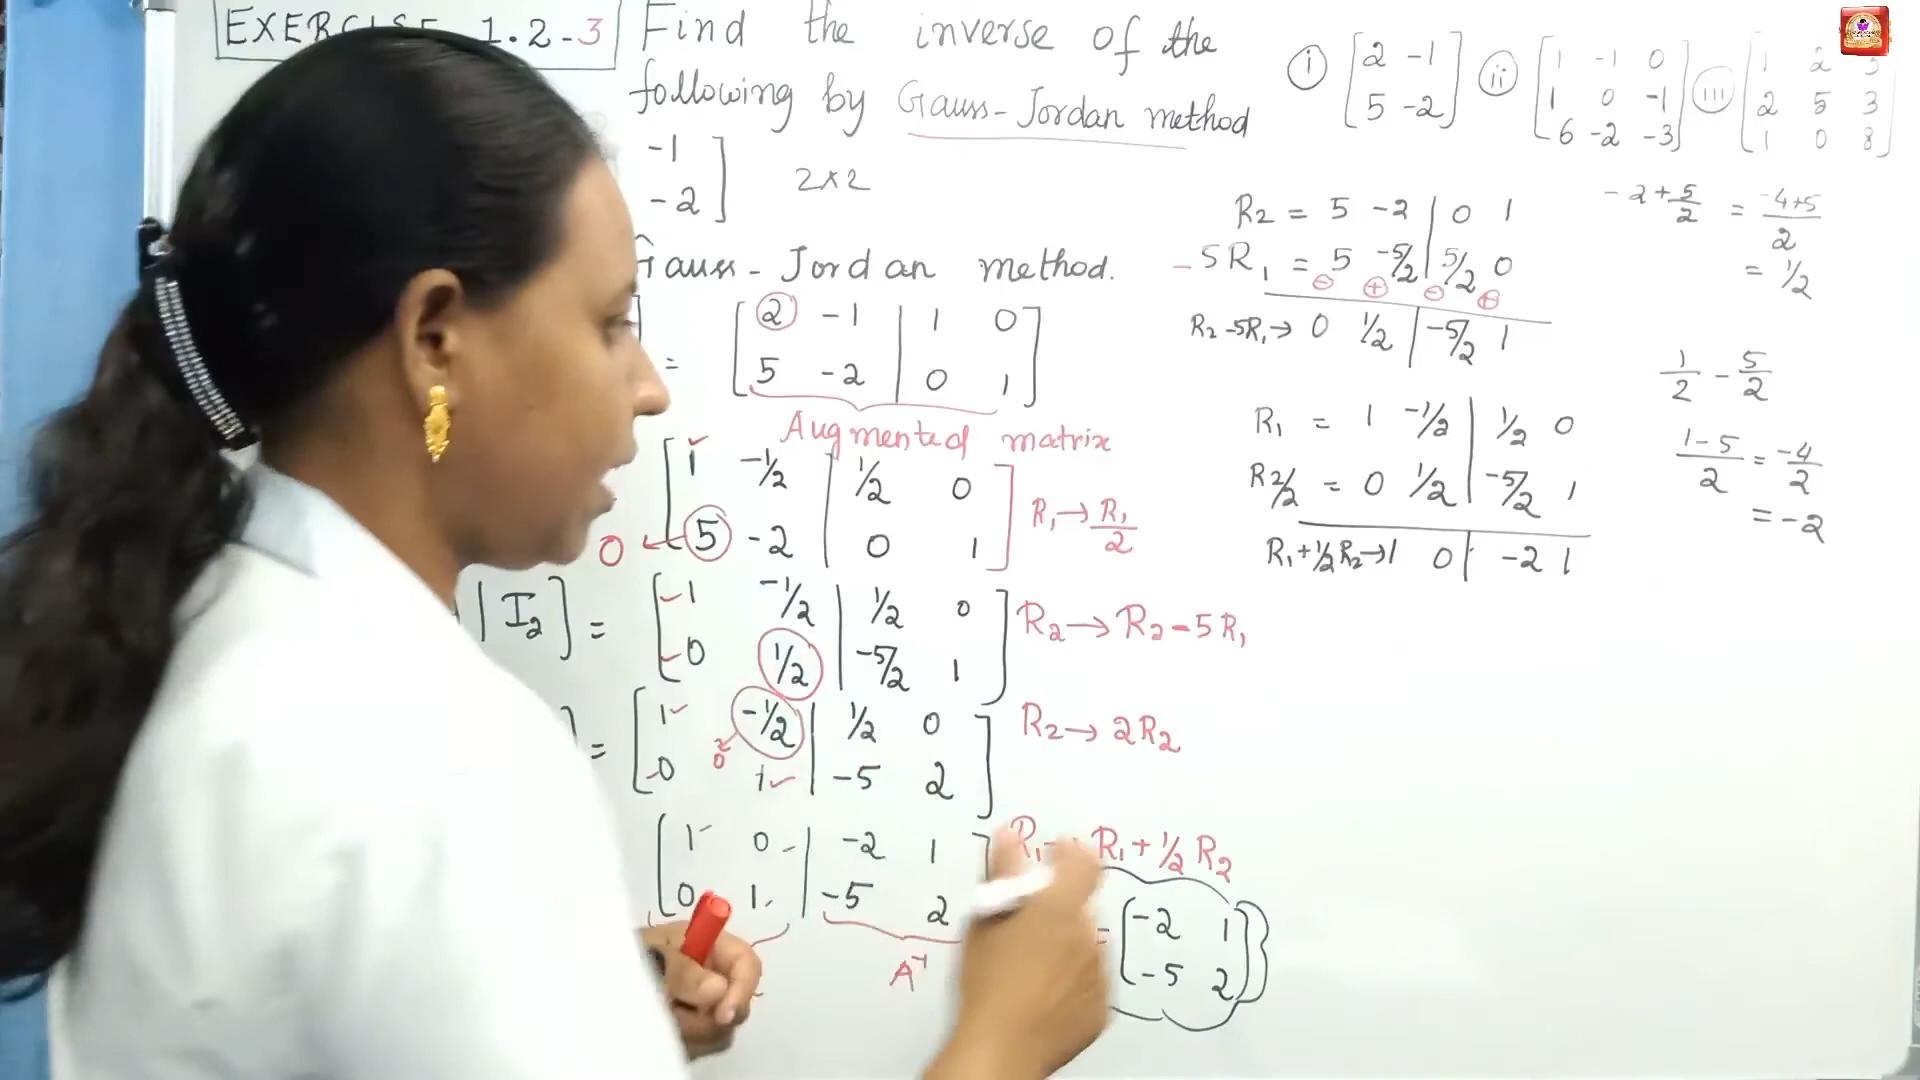 EXERCISE 1.2-3
Find the inverse of the
following by Gauss-Jordan method
i [2 -1
5 -2]
ii [1 -1 0
1 0 -1
6 -2 -3]
iii [1 2 3
2 5 3
1 0 8]
-1
-2] 2×2
Gauss-Jordan method.
= [2 -1 | 1 0
5 -2 | 0 1]
Augmented matrix
[1 -1/2 | 1/2 0
0 ← 5 -2 | 0 1] R₁→R₁/2
| I₂] = [1 -1/2 | 1/2 0
0 1/2 | -5/2 1] R₂→R₂-5R₁
] = [1 -1/2 | 1/2 0
0 1 | -5 2] R₂→2R₂
0
[1 0 | -2 1
0 1 | -5 2] R₁→R₁+1/2 R₂
A⁻¹
= [-2 1
-5 2]
R₂ = 5 -2 | 0 1
-5R₁ = 5 -5/2 | 5/2 0
- + - +
R₂-5R₁→ 0 1/2 | -5/2 1
R₁ = 1 -1/2 | 1/2 0
R₂/2 = 0 1/2 | -5/2 1
R₁+1/2R₂→1 0 | -2 1
-2+5/2 = -4+5/2
= 1/2
1/2 - 5/2
1-5/2 = -4/2
= -2